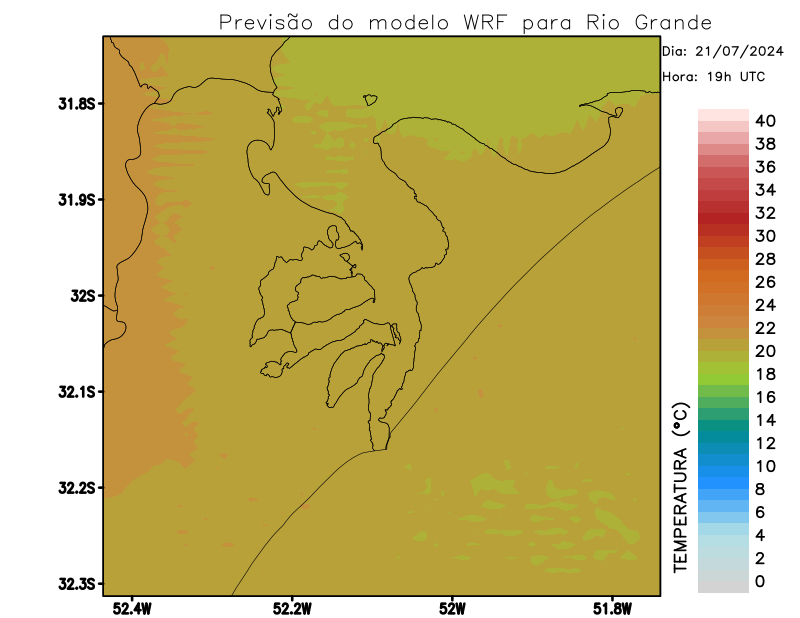 Previsão do modelo WRF para Rio Grande
Dia: 21/07/2024
Hora: 19h UTC
31.8S
31.9S
32S
32.1S
32.2S
32.3S
52.4W
52.2W
52W
51.8W
TEMPERATURA (°C)
40
38
36
34
32
30
28
26
24
22
20
18
16
14
12
10
8
6
4
2
0